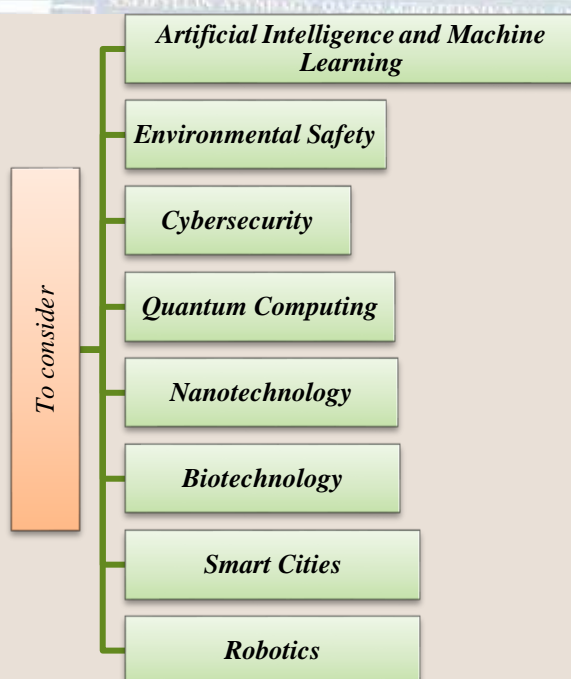 Artificial Intelligence and Machine
Learning
Environmental Safety
Cybersecurity
To consider
Quantum Computing
Nanotechnology
Biotechnology
Smart Cities
Robotics